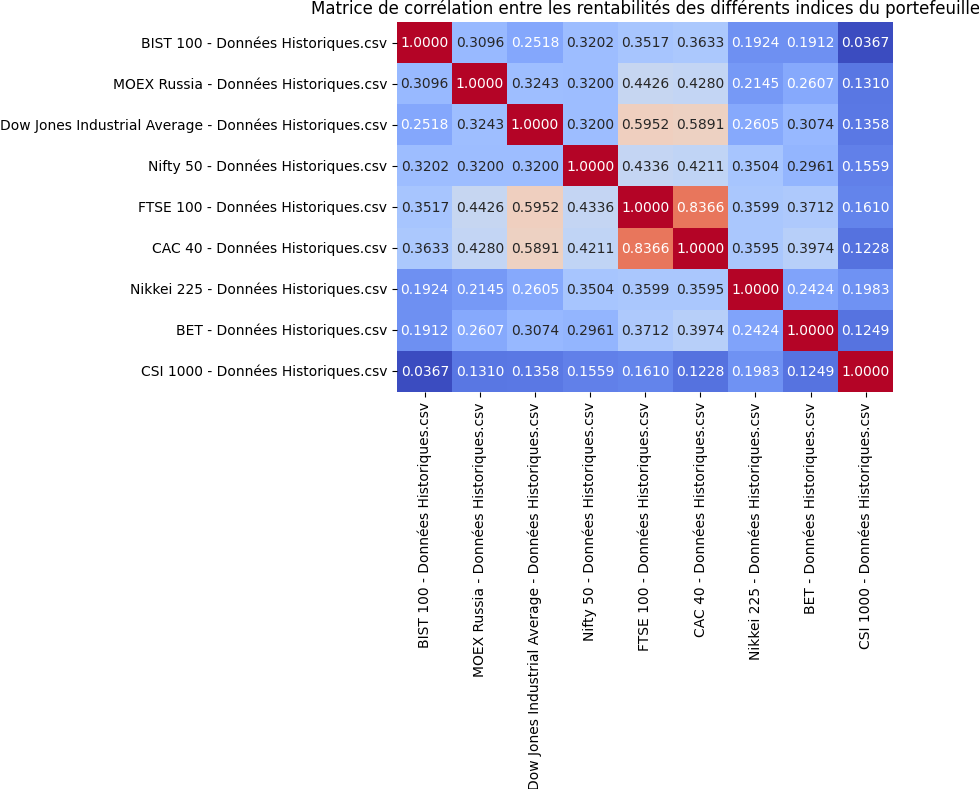 Matrice de corrélation entre les rentabilités des différents indices du portefeuille
BIST 100 - Données Historiques.csv 1.0000 0.3096 0.2518 0.3202 0.3517 0.3633 0.1924 0.1912 0.0367
MOEX Russia - Données Historiques.csv 0.3096 1.0000 0.3243 0.3200 0.4426 0.4280 0.2145 0.2607 0.1310
Dow Jones Industrial Average - Données Historiques.csv 0.2518 0.3243 1.0000 0.3200 0.5952 0.5891 0.2605 0.3074 0.1358
Nifty 50 - Données Historiques.csv 0.3202 0.3200 0.3200 1.0000 0.4336 0.4211 0.3504 0.2961 0.1559
FTSE 100 - Données Historiques.csv 0.3517 0.4426 0.5952 0.4336 1.0000 0.8366 0.3599 0.3712 0.1610
CAC 40 - Données Historiques.csv 0.3633 0.4280 0.5891 0.4211 0.8366 1.0000 0.3595 0.3974 0.1228
Nikkei 225 - Données Historiques.csv 0.1924 0.2145 0.2605 0.3504 0.3599 0.3595 1.0000 0.2424 0.1983
BET - Données Historiques.csv 0.1912 0.2607 0.3074 0.2961 0.3712 0.3974 0.2424 1.0000 0.1249
CSI 1000 - Données Historiques.csv 0.0367 0.1310 0.1358 0.1559 0.1610 0.1228 0.1983 0.1249 1.0000
BIST 100 - Données Historiques.csv
MOEX Russia - Données Historiques.csv
Dow Jones Industrial Average - Données Historiques.csv
Nifty 50 - Données Historiques.csv
FTSE 100 - Données Historiques.csv
CAC 40 - Données Historiques.csv
Nikkei 225 - Données Historiques.csv
BET - Données Historiques.csv
CSI 1000 - Données Historiques.csv